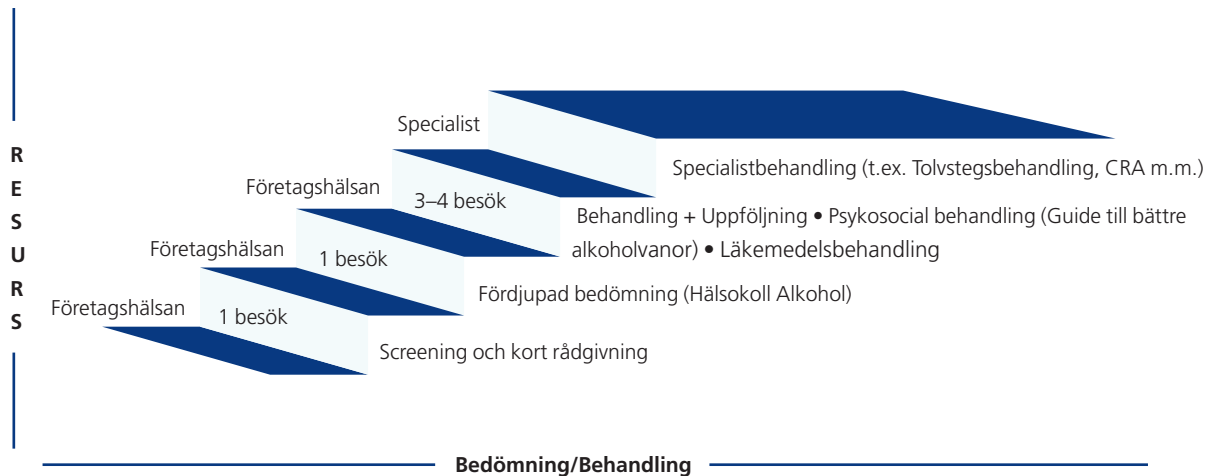 RESURS
Specialist
Specialistbehandling (t.ex. Tolvstegsbehandling, CRA m.m.)
Företagshälsan
3–4 besök
Behandling + Uppföljning • Psykosocial behandling (Guide till bättre
alkoholvanor) • Läkemedelsbehandling
Företagshälsan
1 besök
Fördjupad bedömning (Hälsokoll Alkohol)
Företagshälsan
1 besök
Screening och kort rådgivning
Bedömning/Behandling